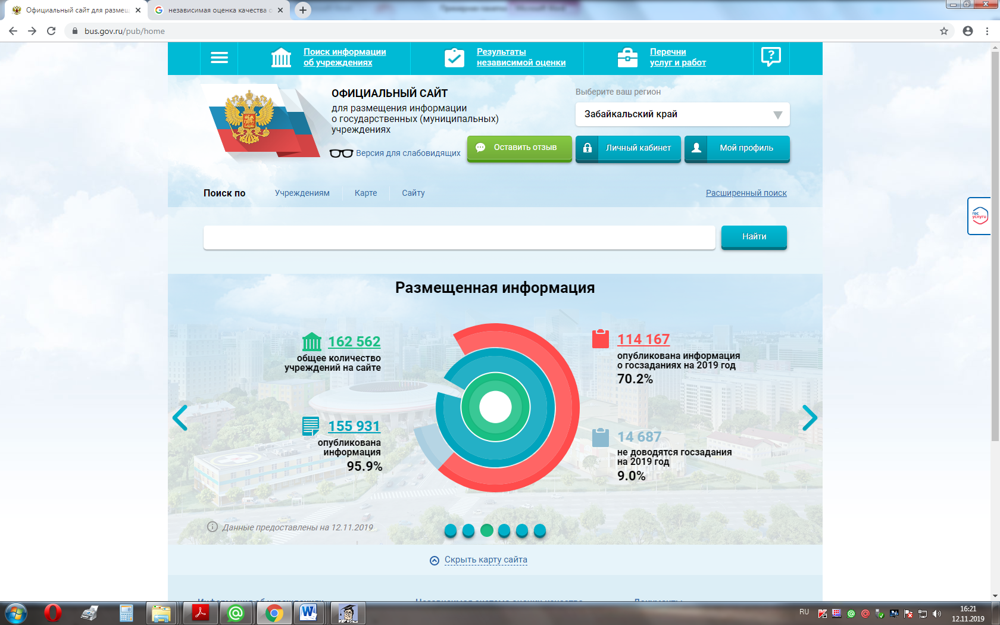 Официальный сайт для размещ
независимая оценка качества о
bus.gov.ru/pub/home
Поиск информации
об учреждениях
Результаты
независимой оценки
Перечни
услуг и работ
ОФИЦИАЛЬНЫЙ САЙТ
для размещения информации
о государственных (муниципальных)
учреждениях
Версия для слабовидящих
Выберите ваш регион
Забайкальский край
Оставить отзыв
Личный кабинет
Мой профиль
Поиск по
Учреждениям
Карте
Сайту
Расширенный поиск
гос
услуги
Найти
Размещенная информация
162 562
общее количество
учреждений на сайте
155 931
опубликована
информация
95.9%
114 167
опубликована информация
о госзаданиях на 2019 год
70.2%
14 687
не доводятся госзадания
на 2019 год
9.0%
Данные предоставлены на 12.11.2019
Скрыть карту сайта
RU
16:21
12.11.2019